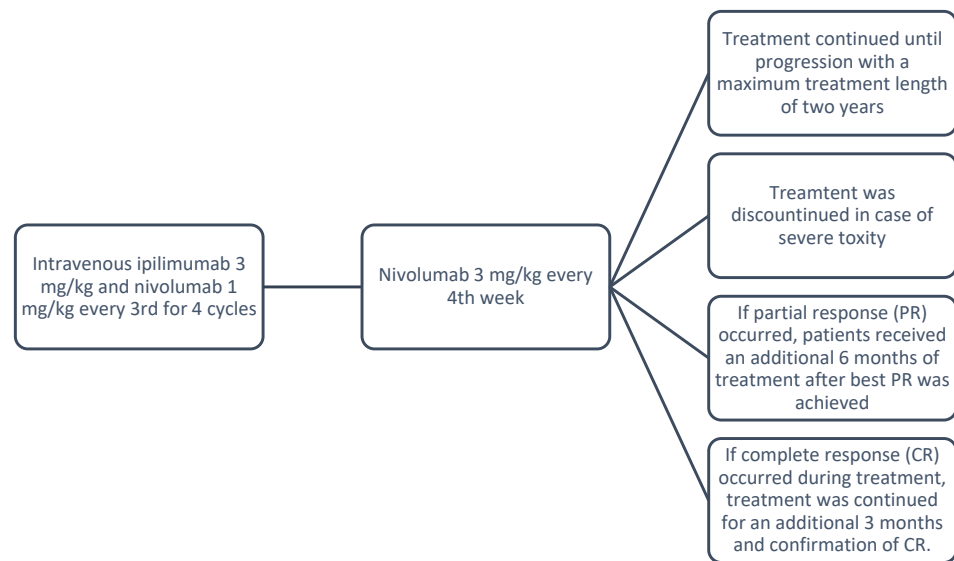 Intravenous ipilimumab 3
mg/kg and nivolumab 1
mg/kg every 3rd for 4 cycles
Nivolumab 3 mg/kg every
4th week
Treatment continued until
progression with a
maximum treatment length
of two years
Treamtent was
discountinued in case of
severe toxity
If partial response (PR)
occurred, patients received
an additional 6 months of
treatment after best PR was
achieved
If complete response (CR)
occurred during treatment,
treatment was continued
for an additional 3 months
and confirmation of CR.